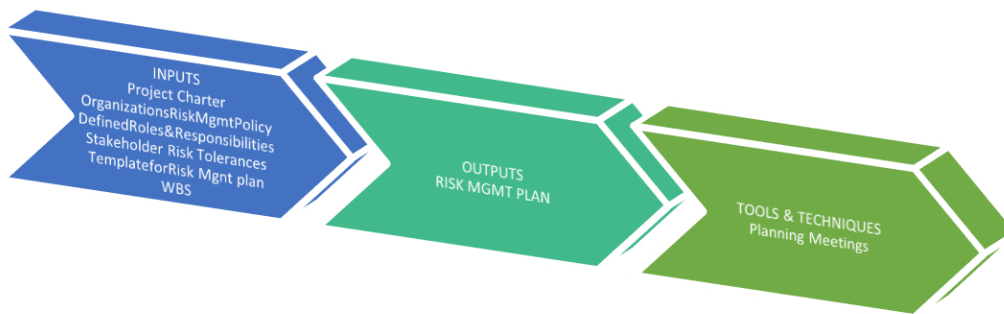 INPUTS
Project Charter
OrganizationsRiskMgmtPolicy
DefinedRoles&Responsibilities
Stakeholder Risk Tolerances
TemplateforRisk Mgnt plan
WBS
OUTPUTS
RISK MGMT PLAN
TOOLS & TECHNIQUES
Planning Meetings